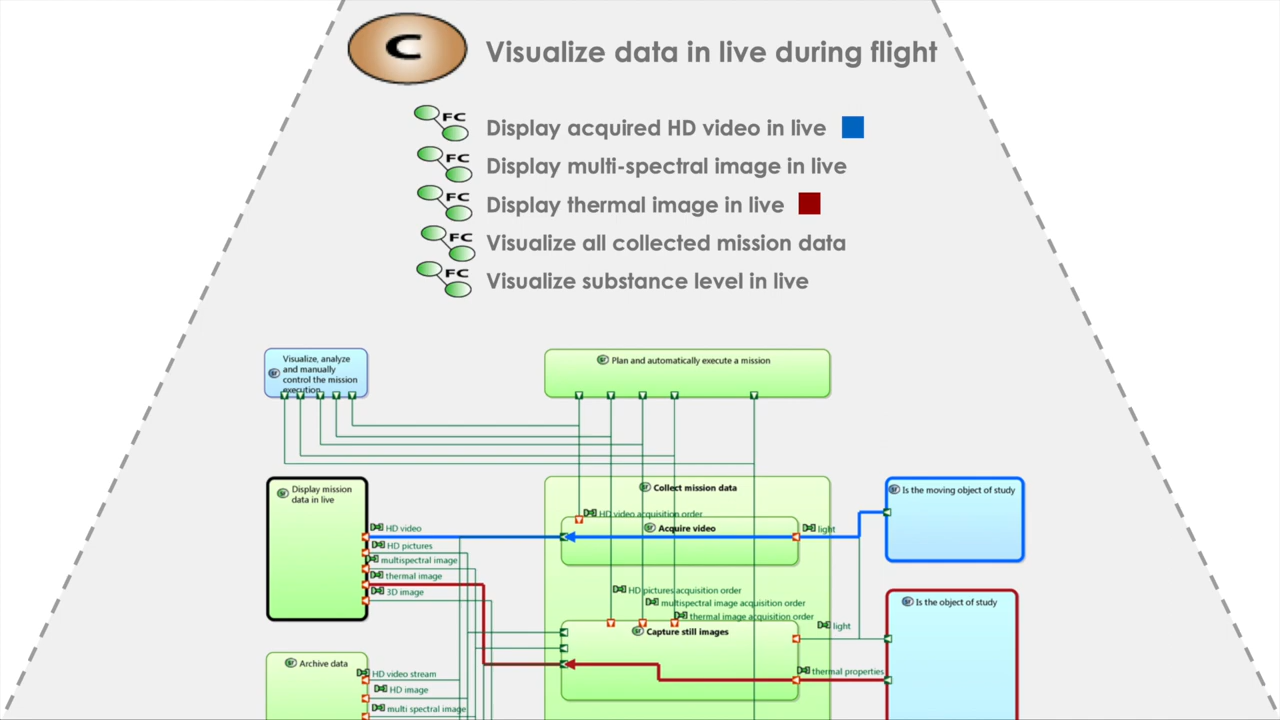 C
Visualize data in live during flight
FC
Display acquired HD video in live
FC
Display multi-spectral image in live
FC
Display thermal image in live
FC
Visualize all collected mission data
FC
Visualize substance level in live
Visualize, analyze
and manually
control the mission
execution
Plan and automatically execute a mission
Display mission
data in live
Collect mission data
Is the moving object of study
HD video acquisition order
HD video
Acquire video
light
HD pictures
multispectral image
thermal image
3D image
HD pictures acquisition order
multispectral image acquisition order
thermal image acquisition order
Is the object of study
Capture still images
light
Archive data
HD video stream
thermal properties
HD image
multi spectral image